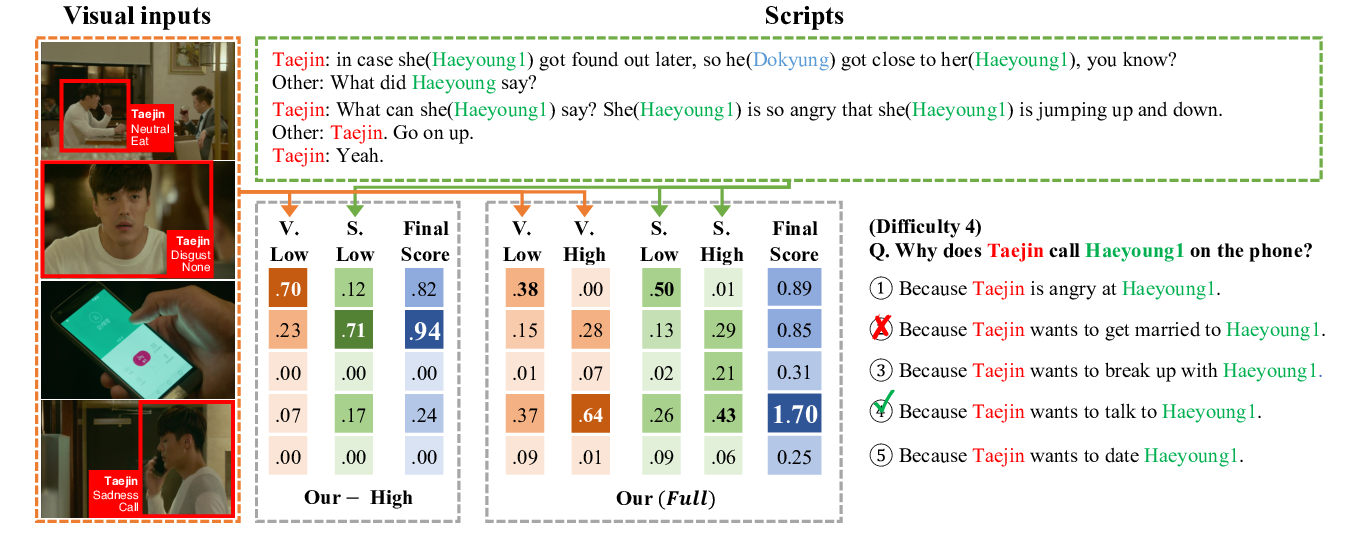 Visual inputs
Scripts
Taejin
Neutral
Eat
Taejin
Disgust
None
Taejin
Sadness
Call
Taejin: in case she(Haeyoung1) got found out later, so he(Dokyung) got close to her(Haeyoung1), you know?
Other: What did Haeyoung say?
Taejin: What can she(Haeyoung1) say? She(Haeyoung1) is so angry that she(Haeyoung1) is jumping up and down.
Other: Taejin. Go on up.
Taejin: Yeah.
V. S. Final
Low Low Score
.70 .12 .82
.23 .71 .94
.00 .00 .00
.07 .17 .24
.00 .00 .00
Our − High
V. V. S. S. Final
Low High Low High Score
.38 .00 .50 .01 0.89
.15 .28 .13 .29 0.85
.01 .07 .02 .21 0.31
.37 .64 .26 .43 1.70
.09 .01 .09 .06 0.25
Our (Full)
(Difficulty 4)
Q. Why does Taejin call Haeyoung1 on the phone?
① Because Taejin is angry at Haeyoung1.
② Because Taejin wants to get married to Haeyoung1.
③ Because Taejin wants to break up with Haeyoung1.
④ Because Taejin wants to talk to Haeyoung1.
⑤ Because Taejin wants to date Haeyoung1.